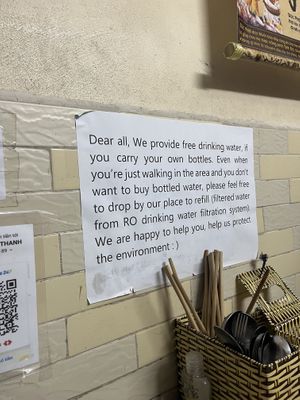 Dear all, We provide free drinking water, if
you carry your own bottles. Even when
you're just walking in the area and you don't
want to buy bottled water, please feel free
to drop by our place to refill (filtered water
from RO drinking water filtration system).
We are happy to help you, help us protect
the environment : )
THANH